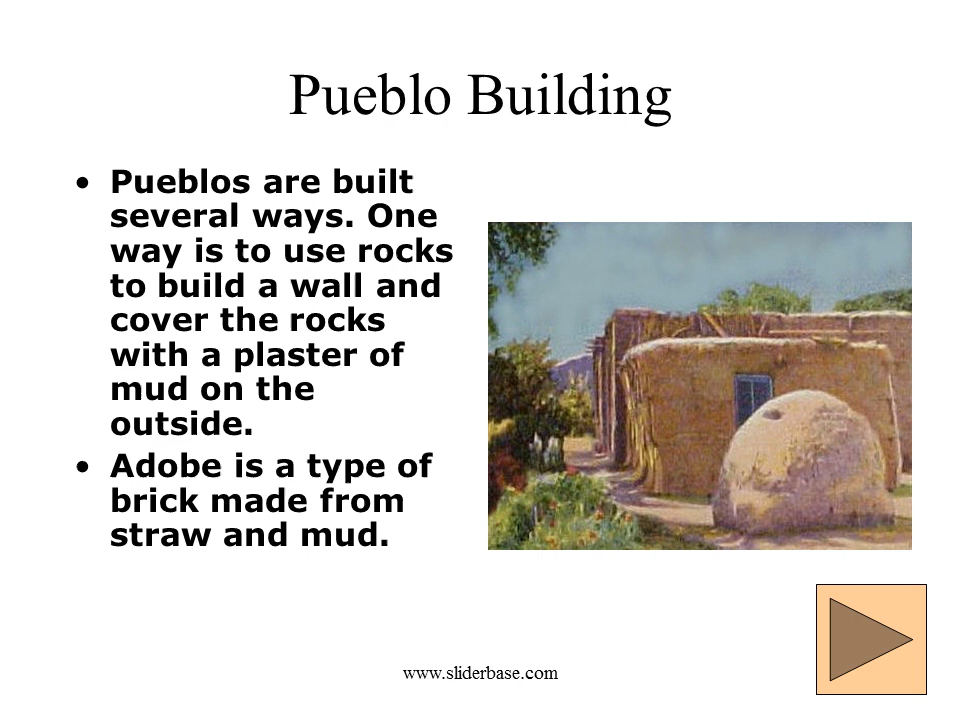 Pueblo Building
• Pueblos are built
several ways. One
way is to use rocks
to build a wall and
cover the rocks
with a plaster of
mud on the
outside.
• Adobe is a type of
brick made from
straw and mud.
www.sliderbase.com